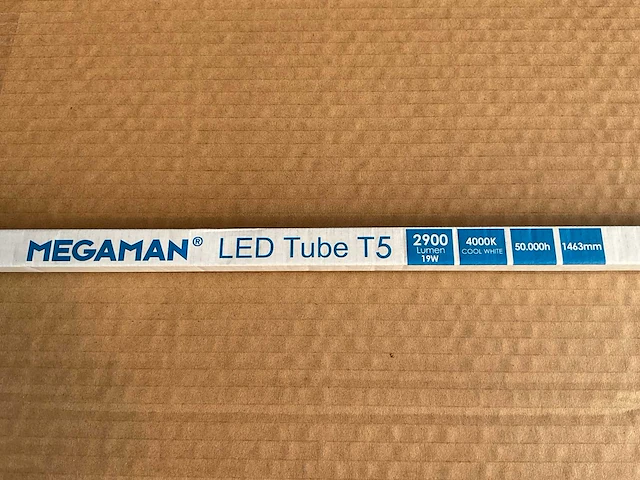 MEGAMAN® LED Tube T5
2900
Lumen
19W
4000K
COOL WHITE
50.000h
1463mm